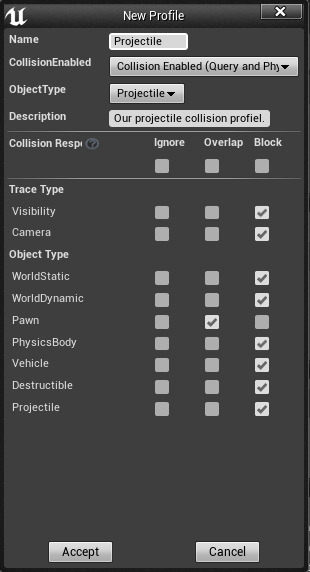 New Profile
Name Projectile
CollisionEnabled Collision Enabled (Query and Phy
ObjectType Projectile
Description Our projectile collision profiel.
Collision Respo Ignore Overlap Block
Trace Type
Visibility
Camera
Object Type
WorldStatic
WorldDynamic
Pawn
PhysicsBody
Vehicle
Destructible
Projectile
Accept Cancel